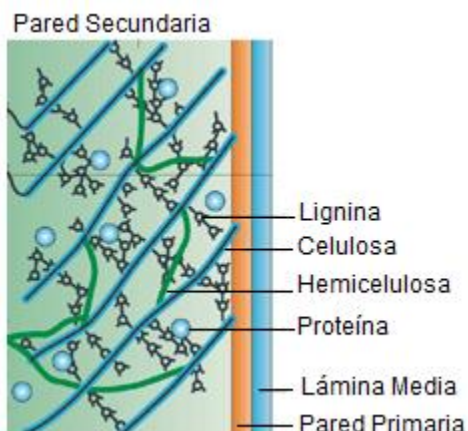 Pared Secundaria
Lignina
Celulosa
Hemicelulosa
Proteína
Lámina Media
Pared Primaria